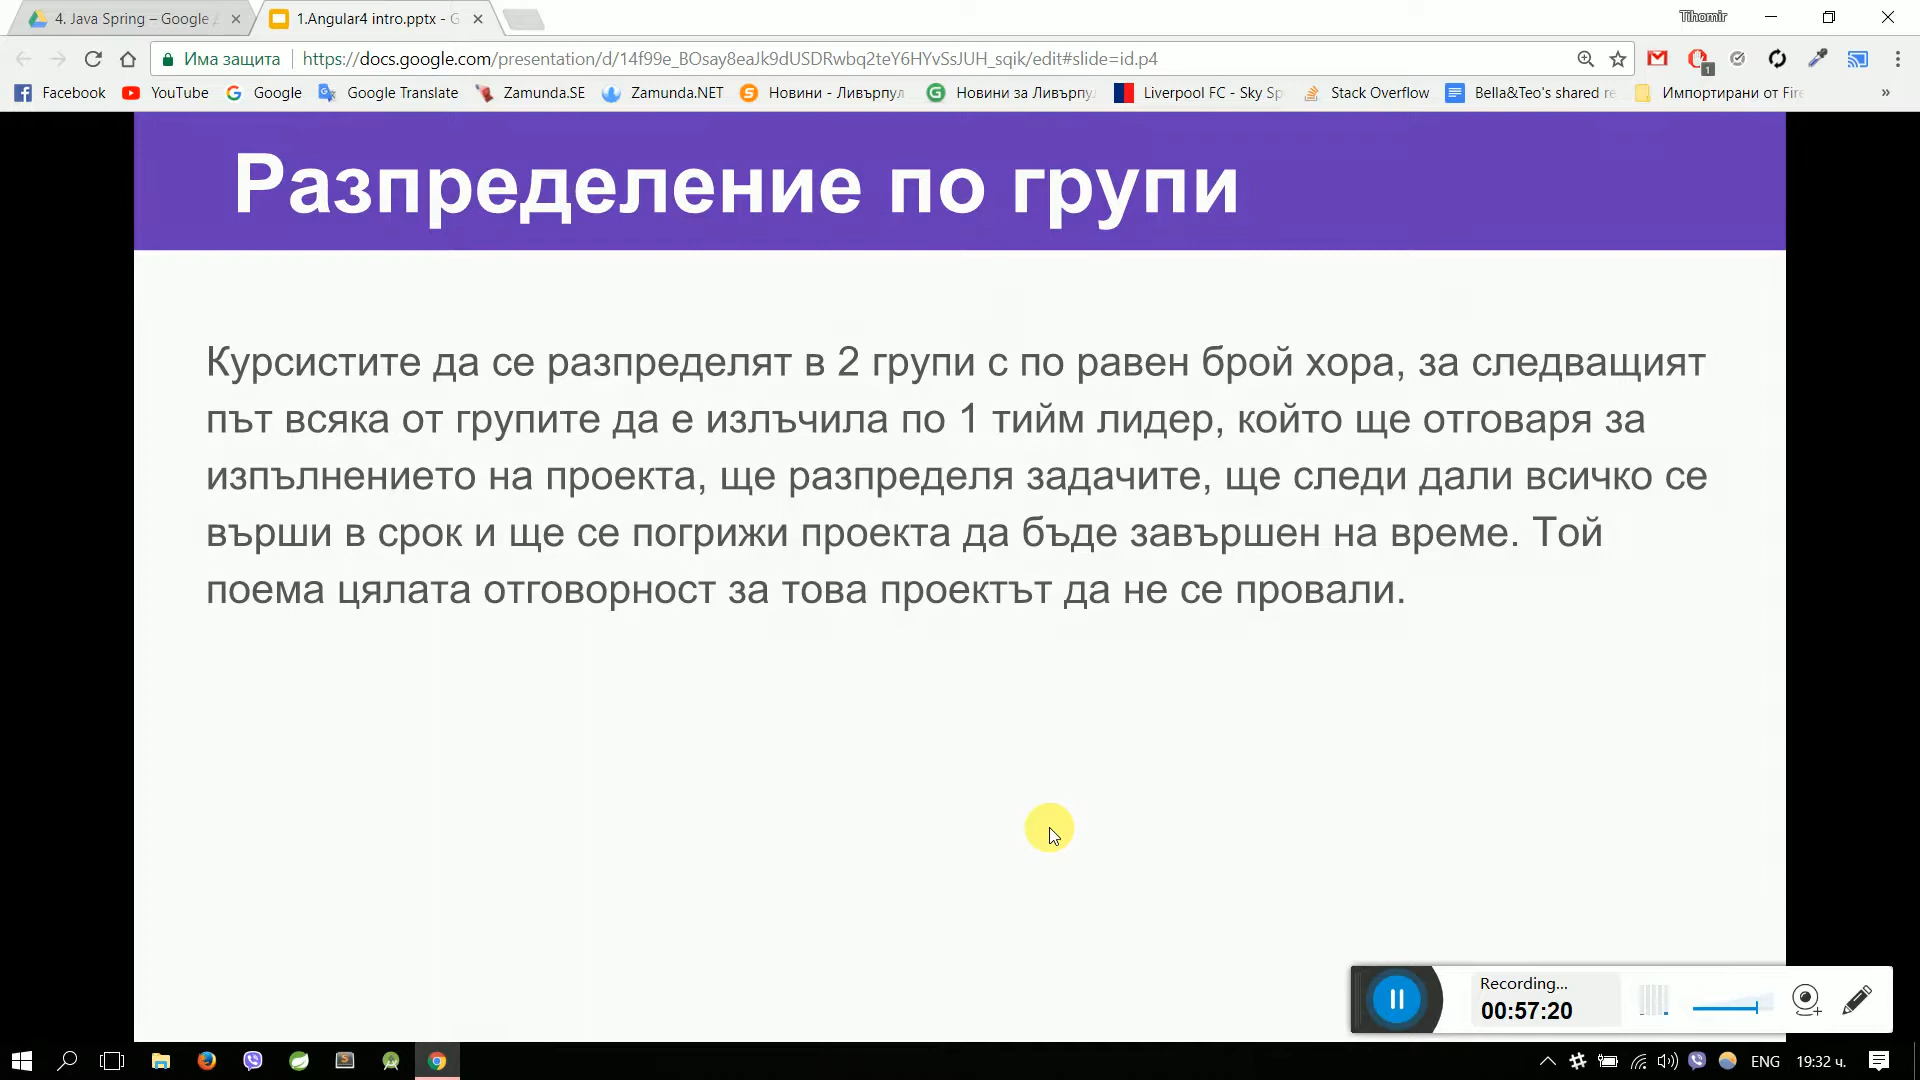 4. Java Spring – Google
1.Angular4 intro.pptx - G
Tihomir
Има защита
https://docs.google.com/presentation/d/14f99e_BOsay8eaJk9dUSDRwbq2teY6HYvSsJUH_sqik/edit#slide=id.p4
1
Facebook YouTube Google Google Translate Zamunda.SE Zamunda.NET Новини - Ливърпул Новини за Ливърпу Liverpool FC - Sky Sp Stack Overflow Bella&Teo's shared re Импортирани от Fire »
Разпределение по групи
Курсистите да се разпределят в 2 групи с по равен брой хора, за следващият
път всяка от групите да е излъчила по 1 тийм лидер, който ще отговаря за
изпълнението на проекта, ще разпределя задачите, ще следи дали всичко се
върши в срок и ще се погрижи проекта да бъде завършен на време. Той
поема цялата отговорност за това проектът да не се провали.
Recording...
00:57:20
ENG 19:32 ч.